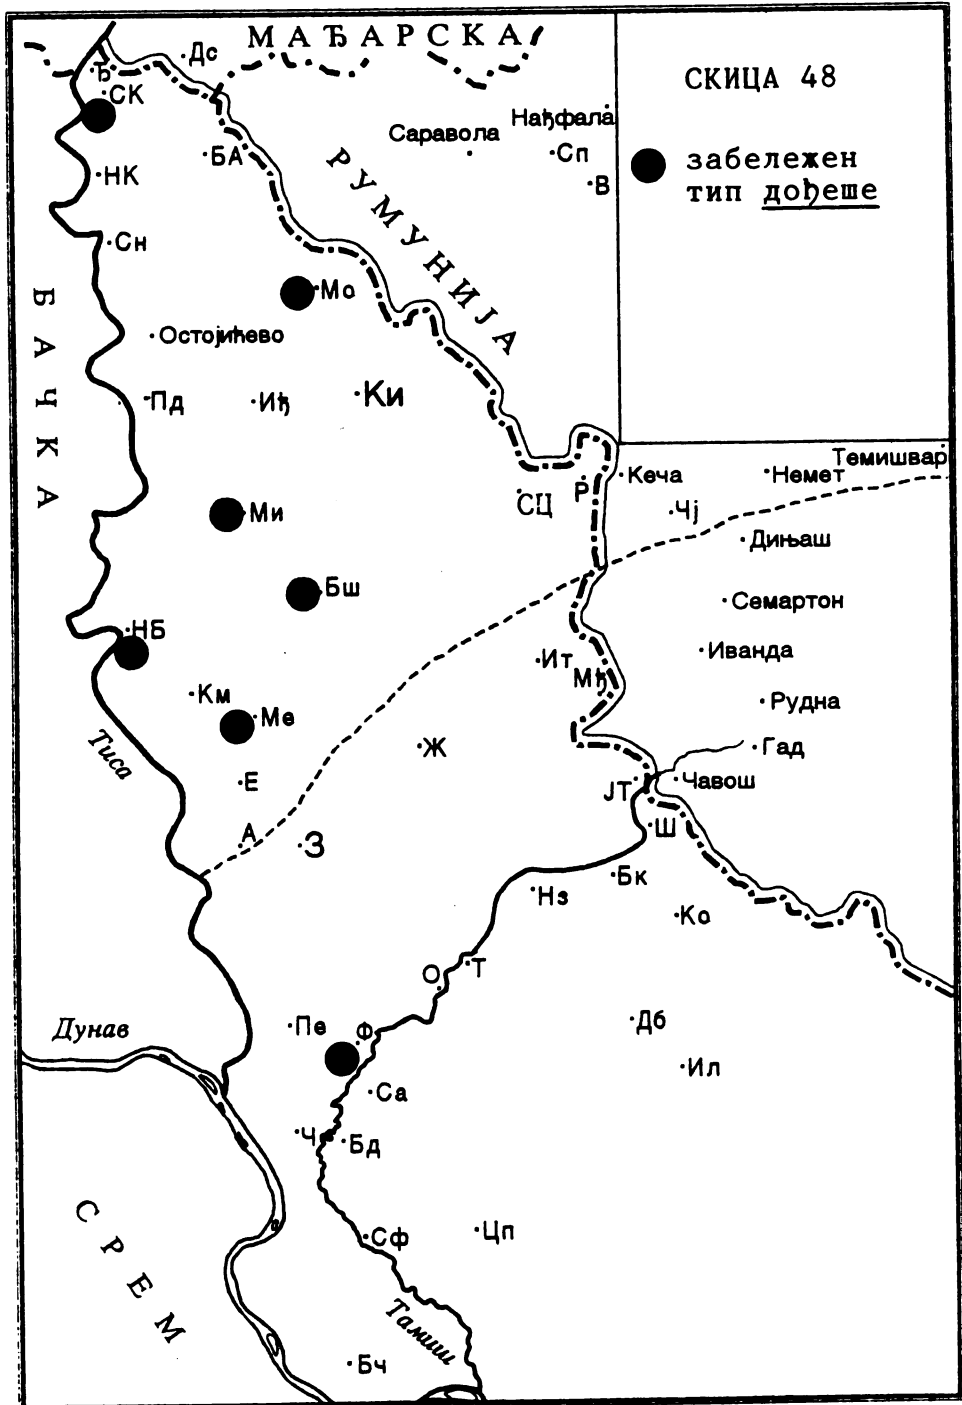 МАЂАРСКА
СКИЦА 48
забележен
тип дођеше
Ђ
Дс
СК
Нађфала
Саравола
Сп
БА
В
НК
РУМУНИЈА
Сн
Мо
БАЧКА
Остојићево
Пд
Иђ
Ки
Темишвар
Кеча
Немет
СЦ
Р
Чј
Ми
Дињаш
Бш
Семартон
НБ
Ит
Иванда
Мђ
Км
Рудна
Ме
Тиса
Ж
Гад
Е
ЈТ
Чавош
А
З
Ш
Бк
Нз
Ко
Т
О
Пе
Ф
Дб
Дунав
Ил
Са
Ч
Бд
СРЕМ
Сф
Цп
Тамиш
Бч